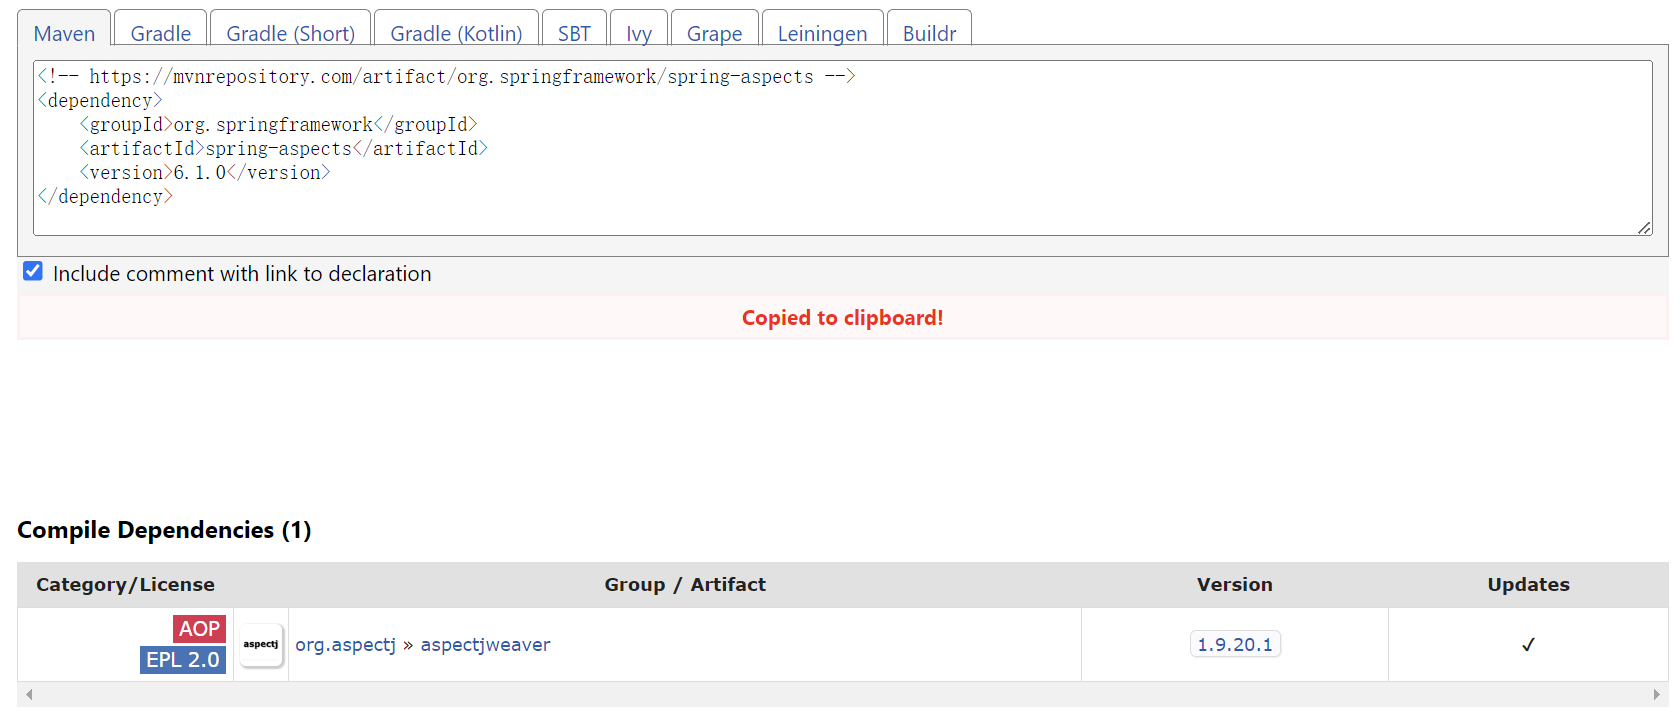 Maven
Gradle
Gradle (Short)
Gradle (Kotlin)
SBT
Ivy
Grape
Leiningen
Buildr
<!-- https://mvnrepository.com/artifact/org.springframework/spring-aspects -->
<dependency>
    <groupId>org.springframework</groupId>
    <artifactId>spring-aspects</artifactId>
    <version>6.1.0</version>
</dependency>
Include comment with link to declaration
Copied to clipboard!
Compile Dependencies (1)
Category/License Group / Artifact Version Updates
AOP
EPL 2.0
aspectj
org.aspectj » aspectjweaver
1.9.20.1
✓